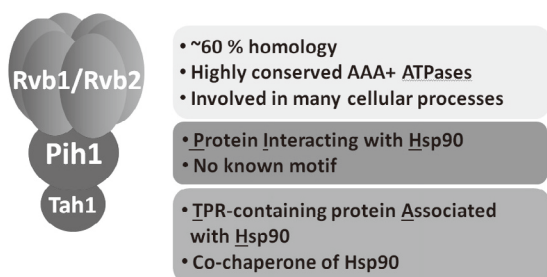 Rvb1/Rvb2
Pih1
Tah1
• ~60 % homology
• Highly conserved AAA+ ATPases
• Involved in many cellular processes
• Protein Interacting with Hsp90
• No known motif
• TPR-containing protein Associated
with Hsp90
• Co-chaperone of Hsp90